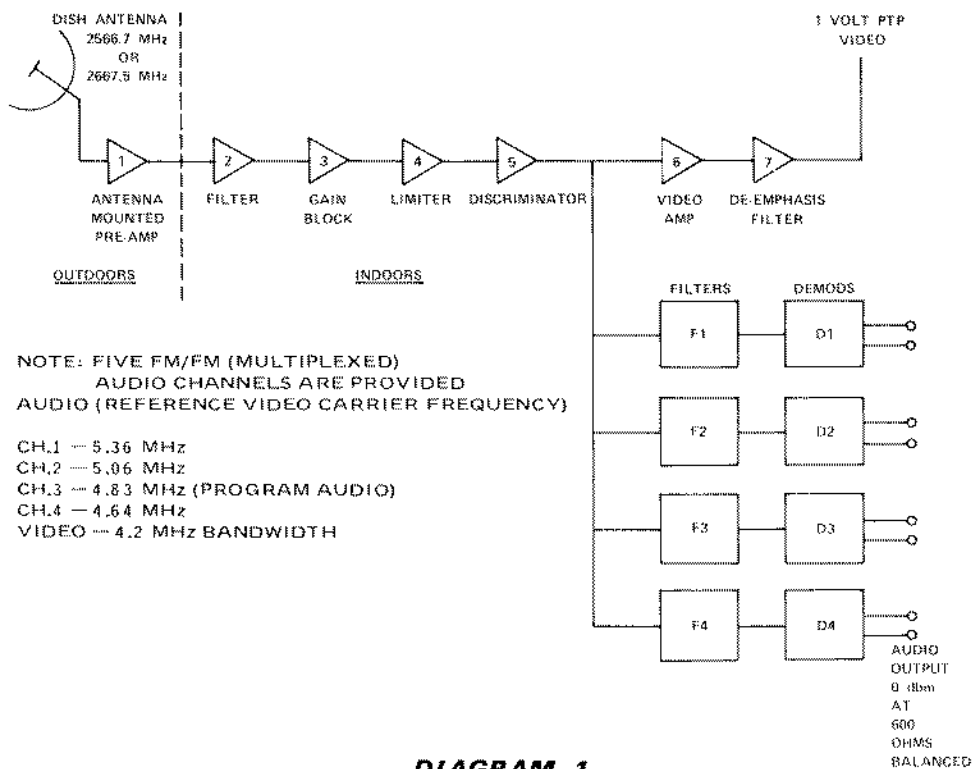 DISH ANTENNA
2566.7 MHz
OR
2667.5 MHz
1 VOLT PTP
VIDEO
1
2
3
4
5
6
7
ANTENNA
MOUNTED
PRE-AMP
FILTER
GAIN
BLOCK
LIMITER
DISCRIMINATOR
VIDEO
AMP
DE-EMPHASIS
FILTER
OUTDOORS
INDOORS
FILTERS
DEMODS
F1
D1
F2
D2
F3
D3
F4
D4
NOTE: FIVE FM/FM (MULTIPLEXED)
AUDIO CHANNELS ARE PROVIDED
AUDIO (REFERENCE VIDEO CARRIER FREQUENCY)
CH.1 — 5.36 MHz
CH.2 — 5.06 MHz
CH.3 — 4.83 MHz (PROGRAM AUDIO)
CH.4 — 4.64 MHz
VIDEO — 4.2 MHz BANDWIDTH
AUDIO
OUTPUT
0 dbm
AT
600
OHMS
BALANCED
DIAGRAM 1